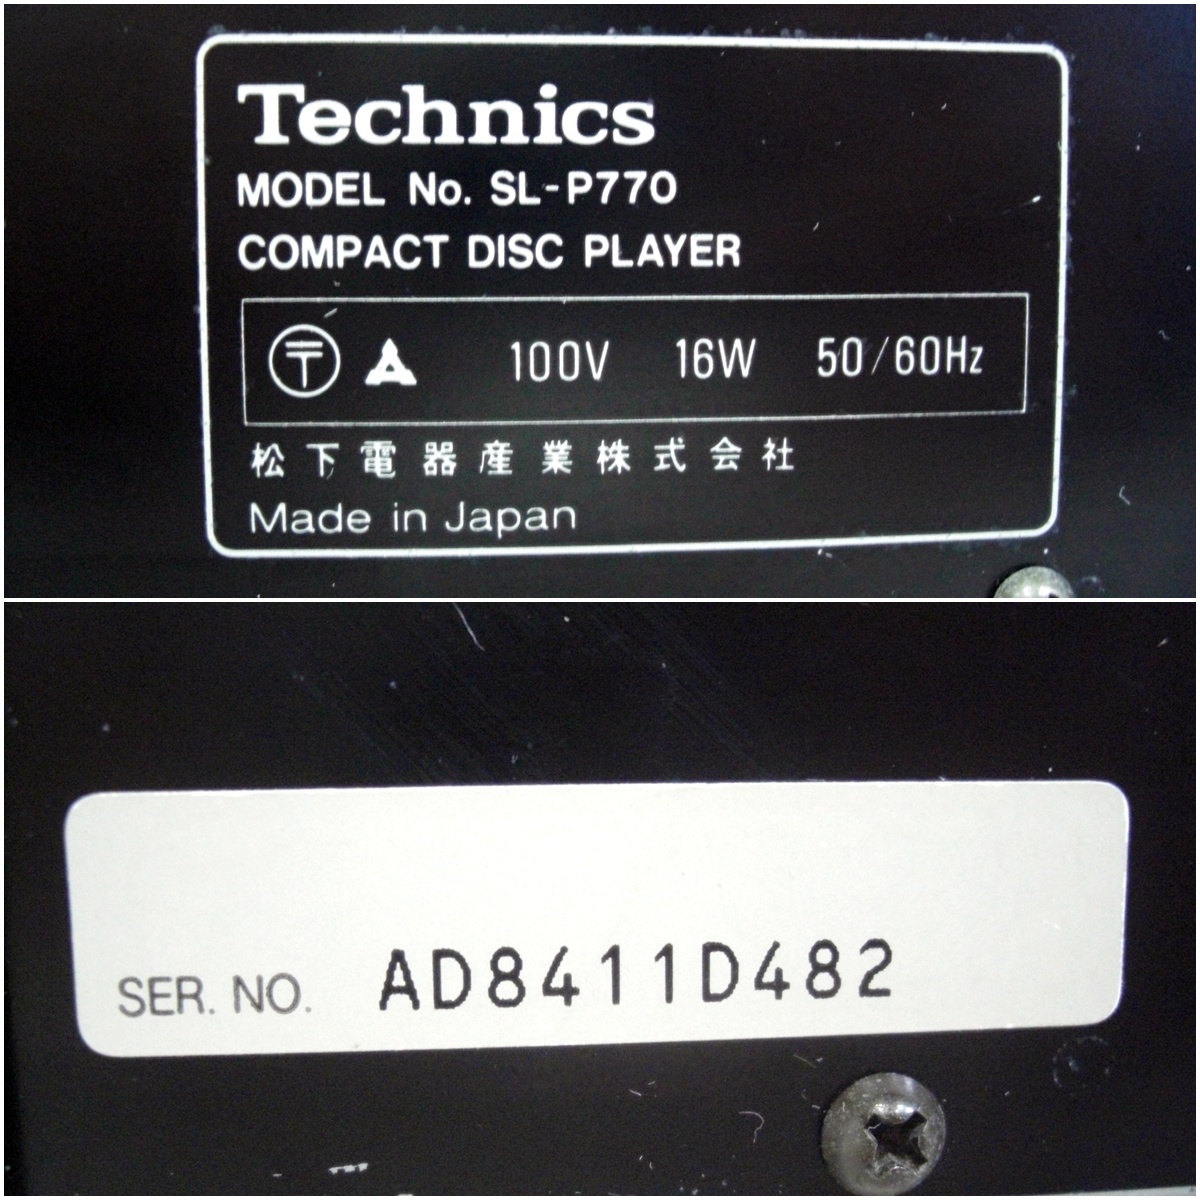 Technics
MODEL No. SL-P770
COMPACT DISC PLAYER
〒 100V 16W 50/60Hz
松下電器産業株式会社
Made in Japan
SER. NO. AD8411D482